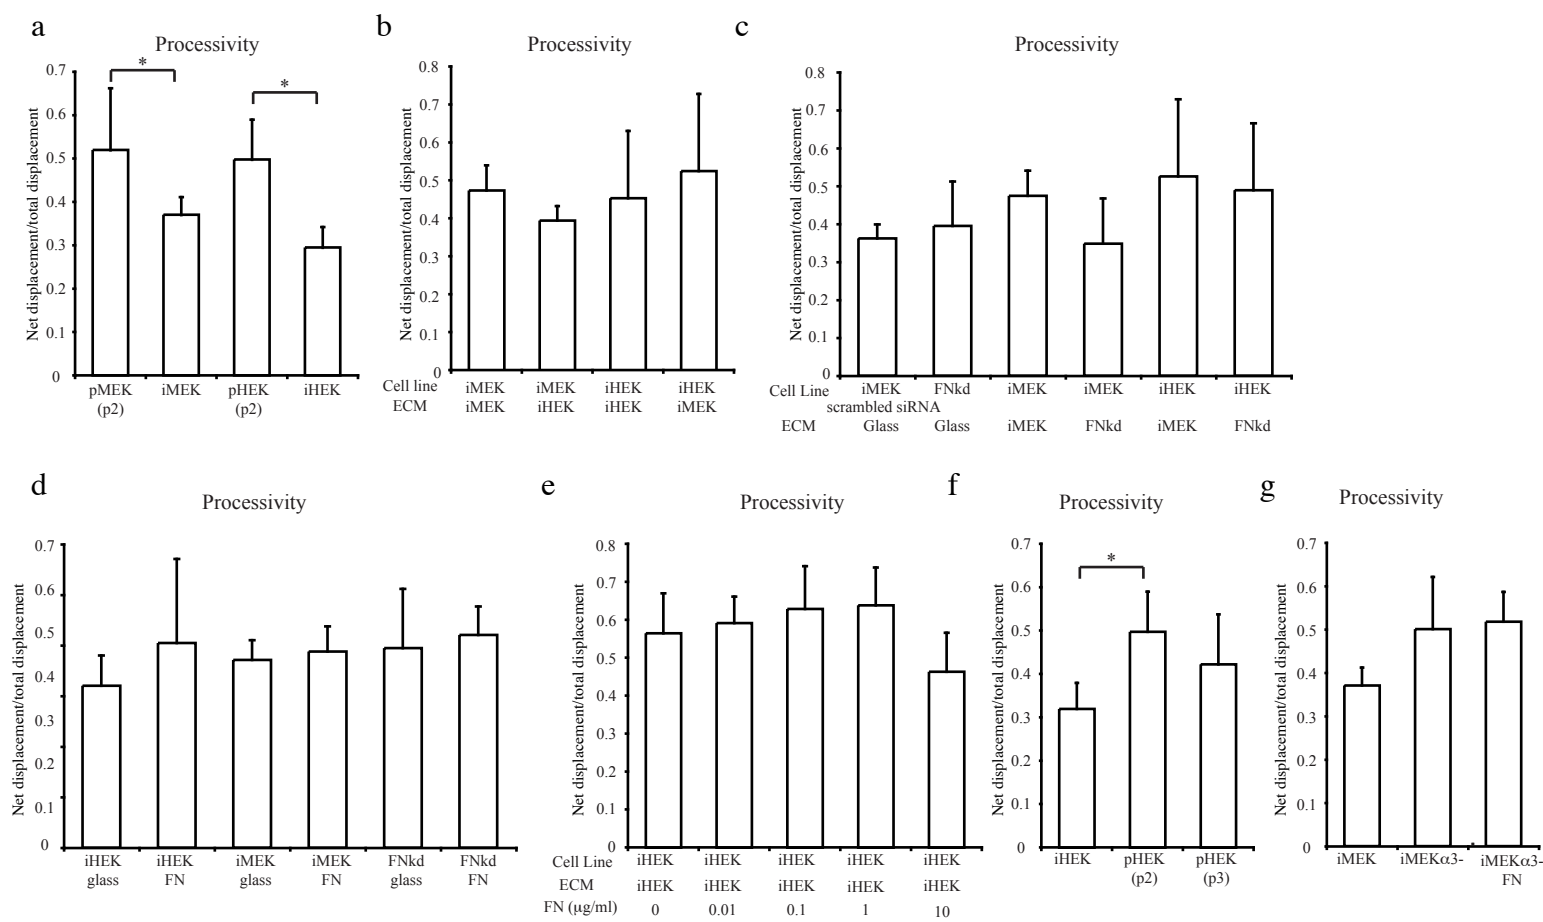 a
Processivity
Net displacement/total displacement
0.7
0.6
0.5
0.4
0.3
0.2
0.1
0
*
*
pMEK iMEK pHEK iHEK
(p2) (p2)
b
Processivity
Net displacement/total displacement
0.8
0.7
0.6
0.5
0.4
0.3
0.2
0.1
0
Cell line iMEK iMEK iHEK iHEK
ECM iMEK iHEK iHEK iMEK
c
Processivity
Net displacement/total displacement
0.8
0.7
0.6
0.5
0.4
0.3
0.2
0.1
0
Cell Line iMEK FNkd iMEK iMEK iHEK iHEK
scrambled siRNA
ECM Glass Glass iMEK FNkd iMEK FNkd
d
Processivity
Net displacement/total displacement
0.7
0.6
0.5
0.4
0.3
0.2
0.1
0
iHEK iHEK iMEK iMEK FNkd FNkd
glass FN glass FN glass FN
e
Processivity
Net displacement/total displacement
0.8
0.7
0.6
0.5
0.4
0.3
0.2
0.1
0
Cell Line iHEK iHEK iHEK iHEK iHEK
ECM iHEK iHEK iHEK iHEK iHEK
FN (μg/ml) 0 0.01 0.1 1 10
f
Processivity
Net displacement/total displacement
0.7
0.6
0.5
0.4
0.3
0.2
0.1
0
*
iHEK pHEK pHEK
(p2) (p3)
g
Processivity
Net displacement/total displacement
0.7
0.6
0.5
0.4
0.3
0.2
0.1
0
iMEK iMEKα3- iMEKα3-
FN